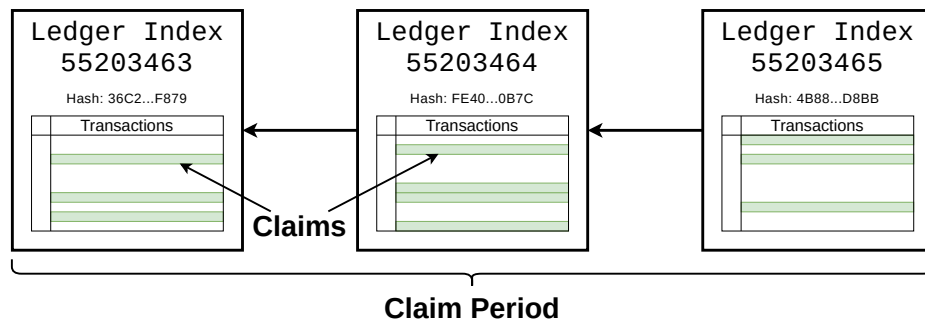 Ledger Index
55203463
Hash: 36C2...F879
Transactions
Ledger Index
55203464
Hash: FE40...0B7C
Transactions
Ledger Index
55203465
Hash: 4B88...D8BB
Transactions
Claims
Claim Period